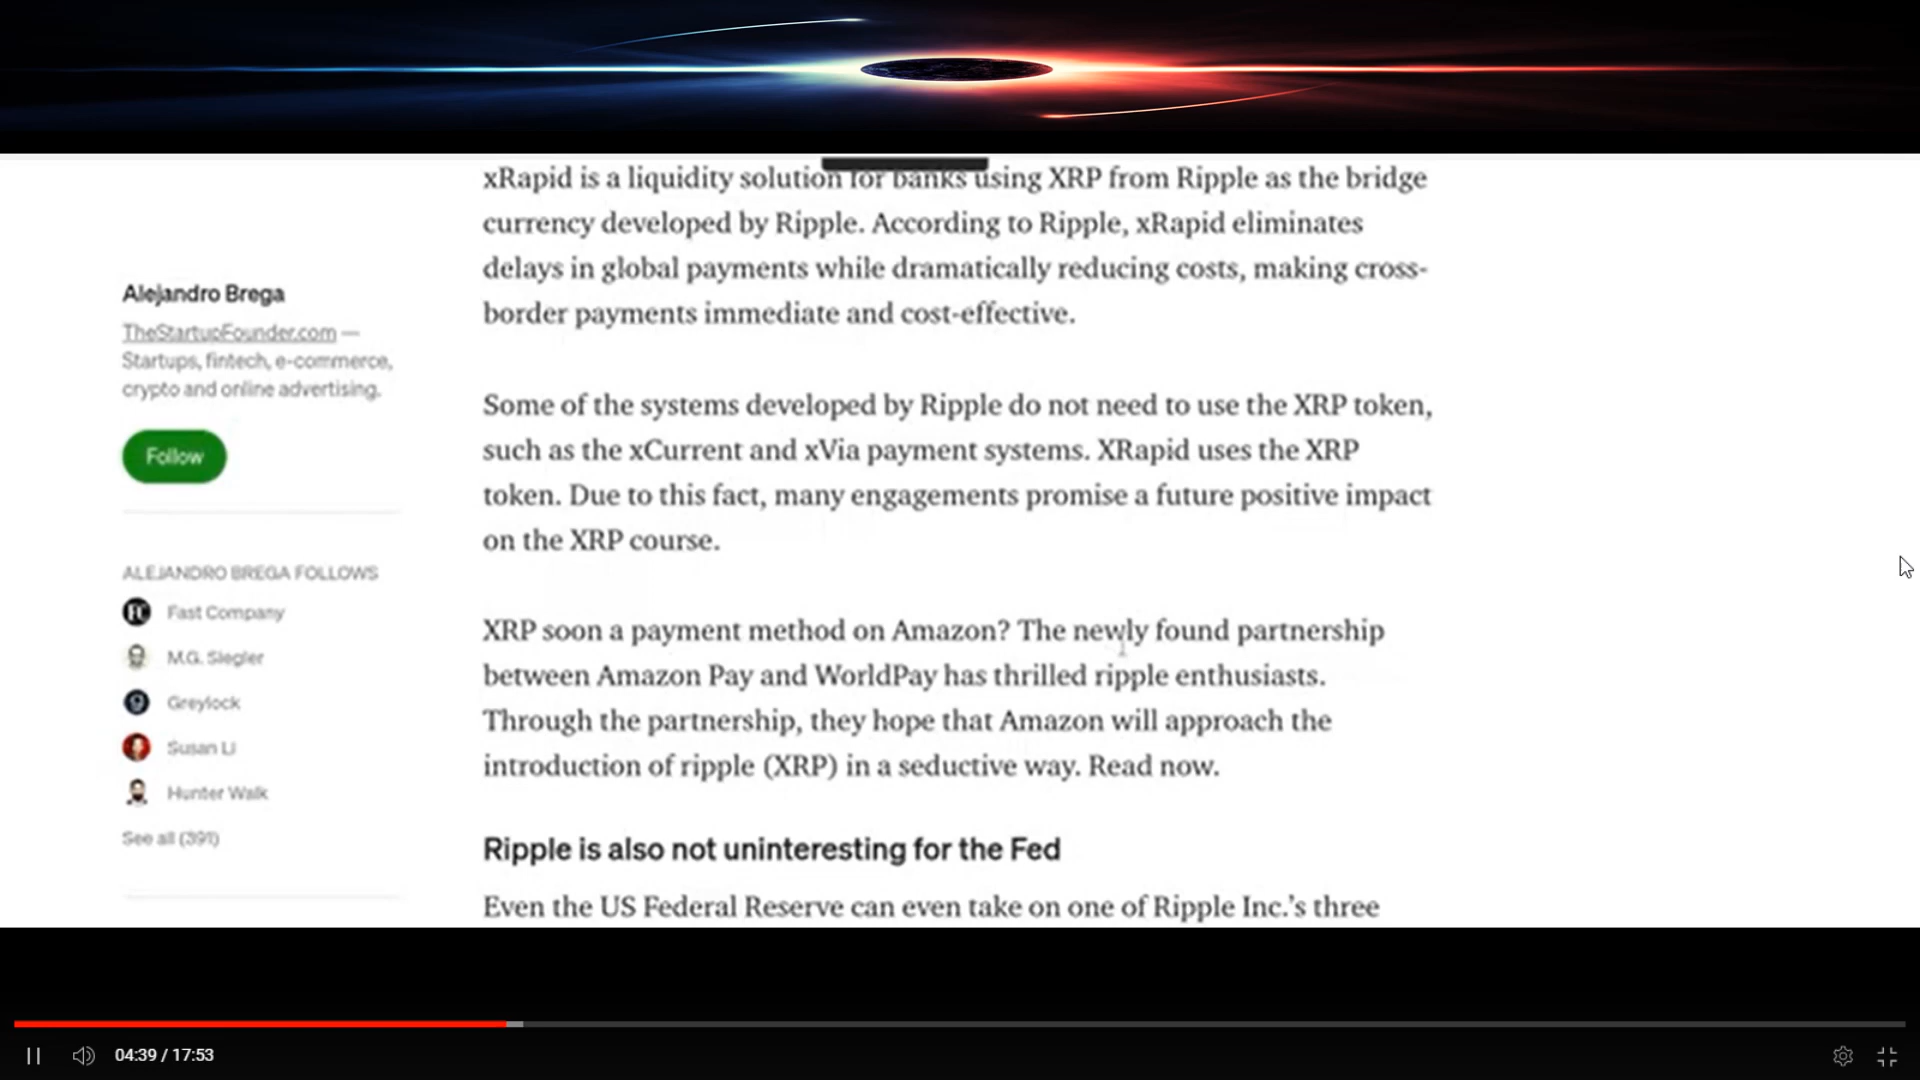 xRapid is a liquidity solution for banks using XRP from Ripple as the bridge
currency developed by Ripple. According to Ripple, xRapid eliminates
delays in global payments while dramatically reducing costs, making cross-
border payments immediate and cost-effective.
Alejandro Brega
TheStartupFounder.com —
Startups, fintech, e-commerce,
crypto and online advertising.
Follow
ALEJANDRO BREGA FOLLOWS
Fast Company
M.G. Siegler
Greylock
Susan Li
Hunter Walk
See all (391)
Some of the systems developed by Ripple do not need to use the XRP token,
such as the xCurrent and xVia payment systems. XRapid uses the XRP
token. Due to this fact, many engagements promise a future positive impact
on the XRP course.
XRP soon a payment method on Amazon? The newly found partnership
between Amazon Pay and WorldPay has thrilled ripple enthusiasts.
Through the partnership, they hope that Amazon will approach the
introduction of ripple (XRP) in a seductive way. Read now.
Ripple is also not uninteresting for the Fed
Even the US Federal Reserve can even take on one of Ripple Inc.'s three
04:39 / 17:53